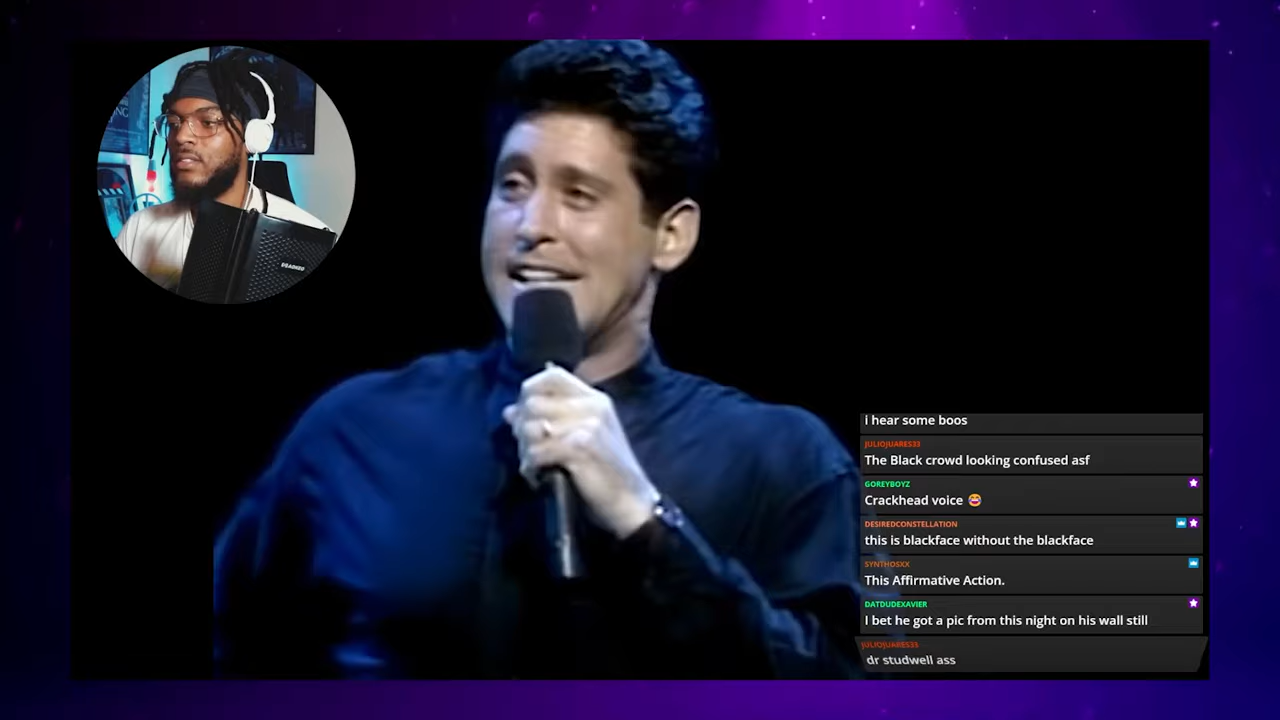 i hear some boos
JULIOJUARES33
The Black crowd looking confused asf
GOREYBOYZ
Crackhead voice 😂
DESIREDCONSTELLATION
this is blackface without the blackface
SYNTHOSXX
This Affirmative Action.
DATDUDEXAVIER
I bet he got a pic from this night on his wall still
JULIOJUARES33
dr studwell ass